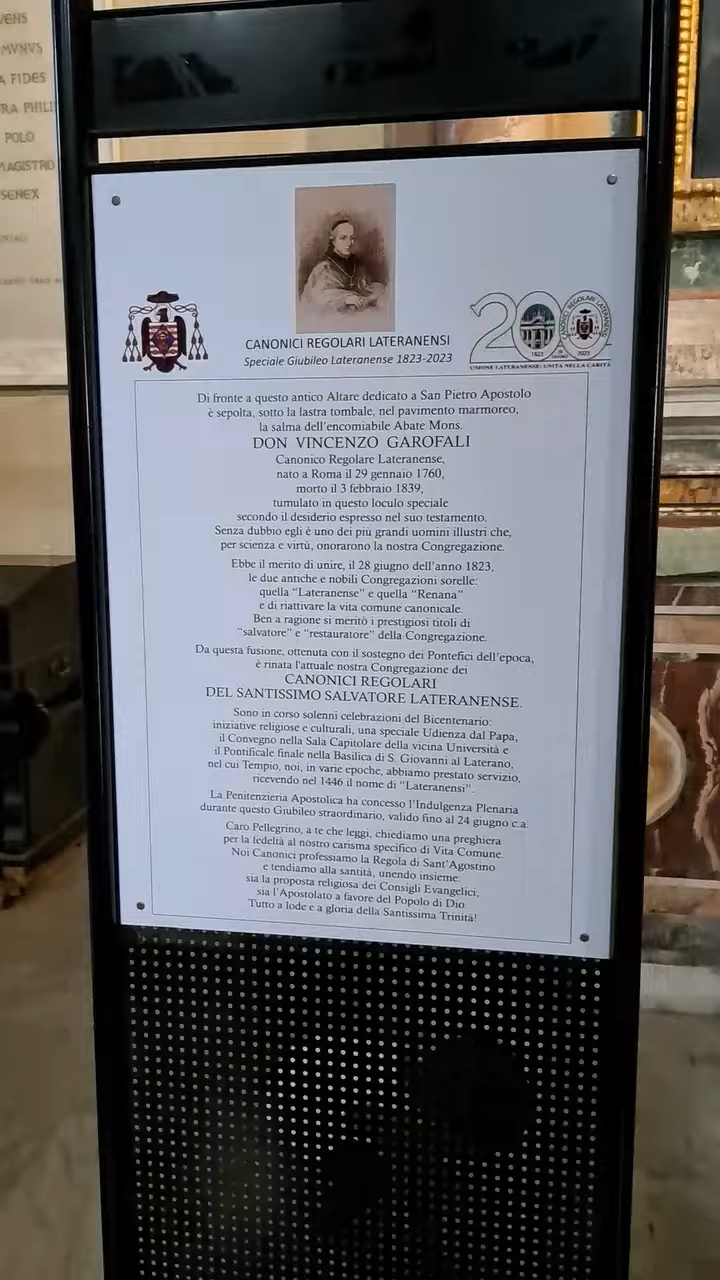 VENS
MVNVS
A FIDES
RA PHILI
POLO
MAGISTRO
SENEX
200
CANONICI REGOLARI LATERANENSI
1823
2023
CANONICI REGOLARI LATERANENSI
Speciale Giubileo Lateranense 1823-2023
UNIONE LATERANENSE: UNITÀ NELLA CARITÀ
Di fronte a questo antico Altare dedicato a San Pietro Apostolo
è sepolta, sotto la lastra tombale, nel pavimento marmoreo,
la salma dell'encomiabile Abate Mons.
DON VINCENZO GAROFALI
Canonico Regolare Lateranense,
nato a Roma il 29 gennaio 1760,
morto il 3 febbraio 1839,
tumulato in questo loculo speciale
secondo il desiderio espresso nel suo testamento.
Senza dubbio egli è uno dei più grandi uomini illustri che,
per scienza e virtù, onorarono la nostra Congregazione.
Ebbe il merito di unire, il 28 giugno dell'anno 1823,
le due antiche e nobili Congregazioni sorelle:
quella "Lateranense" e quella "Renana"
e di riattivare la vita comune canonicale.
Ben a ragione si meritò i prestigiosi titoli di
"salvatore" e "restauratore" della Congregazione.
Da questa fusione, ottenuta con il sostegno dei Pontefici dell'epoca,
è rinata l'attuale nostra Congregazione dei
CANONICI REGOLARI
DEL SANTISSIMO SALVATORE LATERANENSE.
Sono in corso solenni celebrazioni del Bicentenario:
iniziative religiose e culturali, una speciale Udienza dal Papa,
il Convegno nella Sala Capitolare della vicina Università e
il Pontificale finale nella Basilica di S. Giovanni al Laterano,
nel cui Tempio, noi, in varie epoche, abbiamo prestato servizio,
ricevendo nel 1446 il nome di "Lateranensi".
La Penitenzieria Apostolica ha concesso l'Indulgenza Plenaria
durante questo Giubileo straordinario, valido fino al 24 giugno c.a.
Caro Pellegrino, a te che leggi, chiediamo una preghiera
per la fedeltà al nostro carisma specifico di Vita Comune.
Noi Canonici professiamo la Regola di Sant'Agostino
e tendiamo alla santità, unendo insieme:
sia la proposta religiosa dei Consigli Evangelici,
sia l'Apostolato a favore del Popolo di Dio.
Tutto a lode e a gloria della Santissima Trinità!